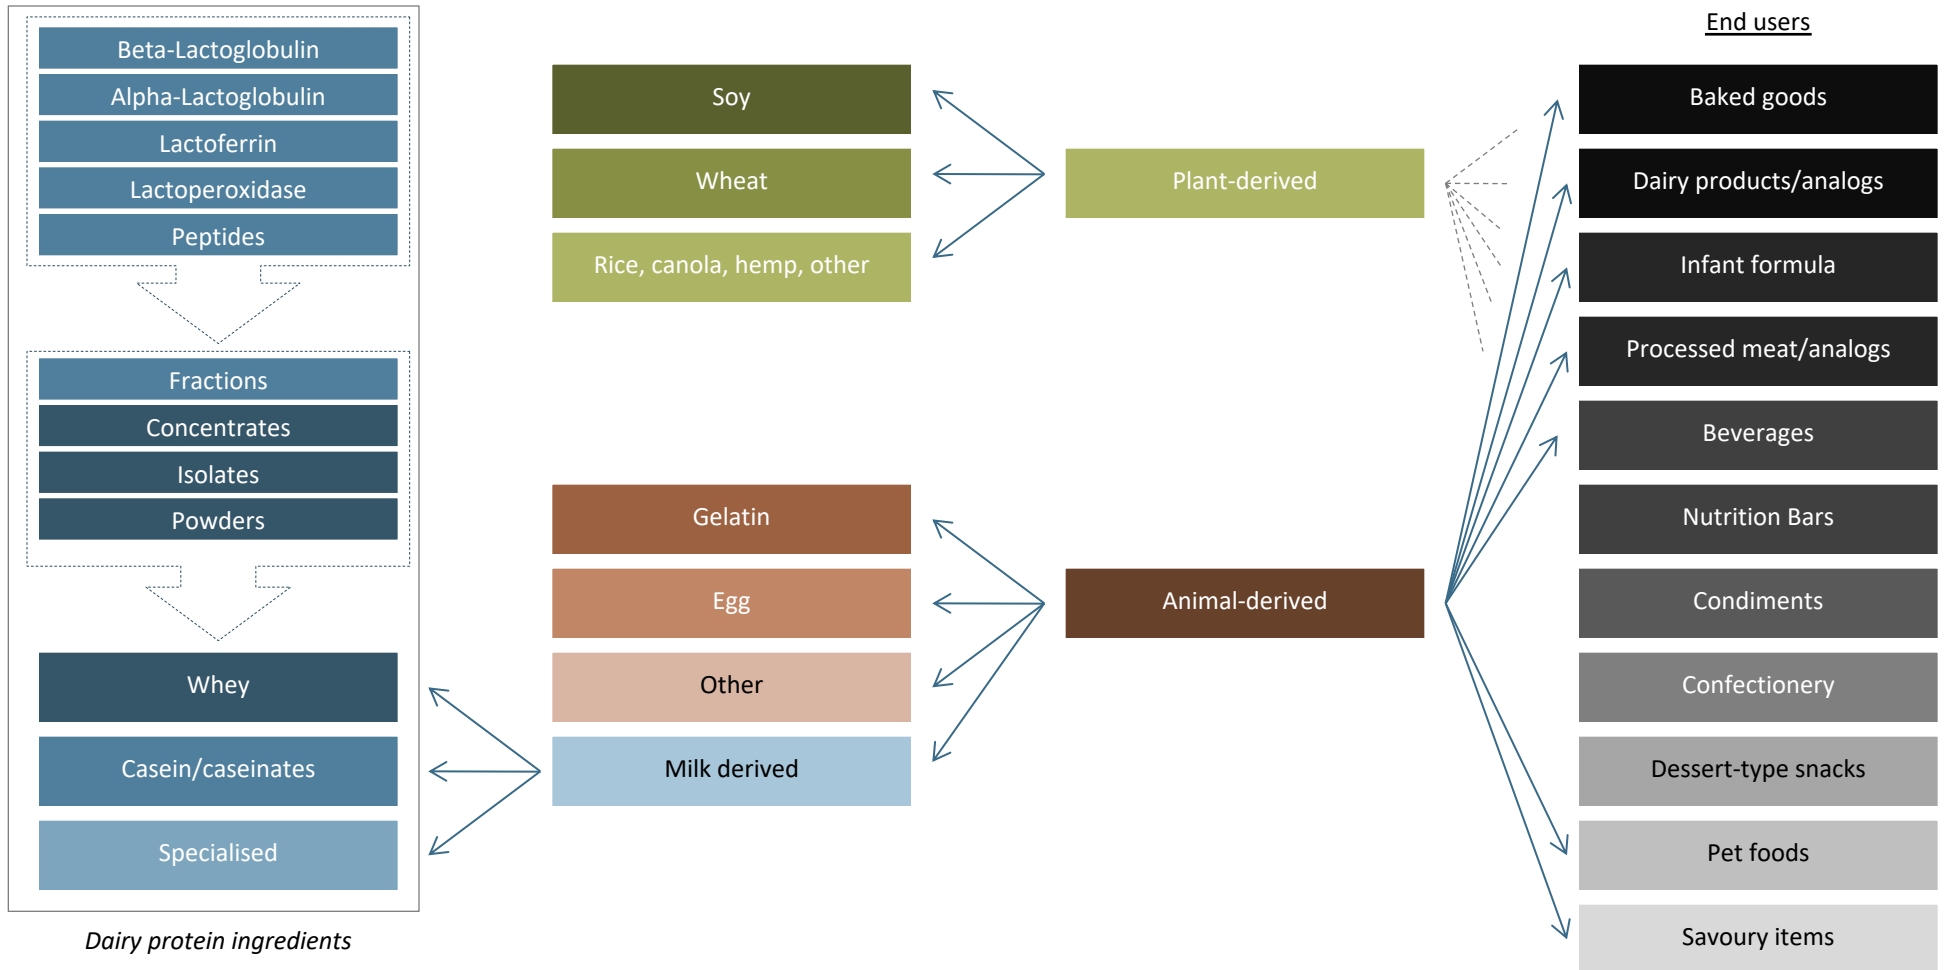 Beta-Lactoglobulin
Alpha-Lactoglobulin
Lactoferrin
Lactoperoxidase
Peptides
Fractions
Concentrates
Isolates
Powders
Whey
Casein/caseinates
Specialised
Dairy protein ingredients
Soy
Wheat
Rice, canola, hemp, other
Gelatin
Egg
Other
Milk derived
Plant-derived
Animal-derived
End users
Baked goods
Dairy products/analogs
Infant formula
Processed meat/analogs
Beverages
Nutrition Bars
Condiments
Confectionery
Dessert-type snacks
Pet foods
Savoury items